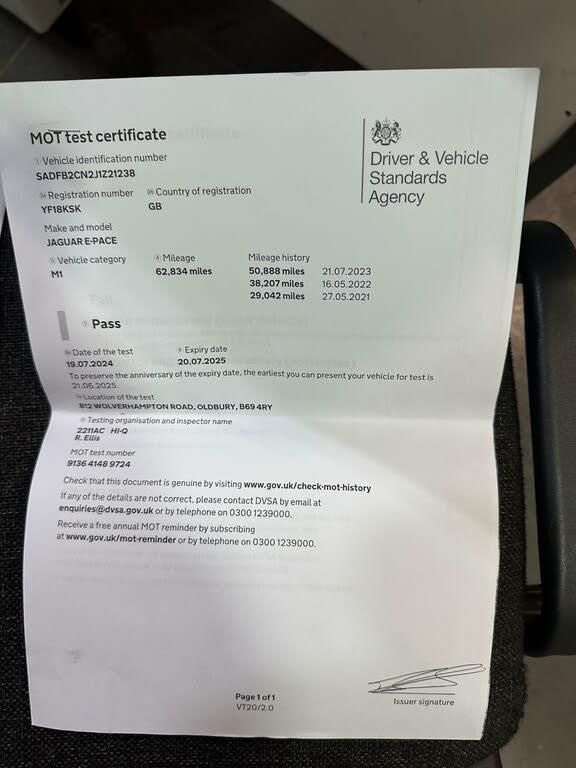 MOT test certificate
① Vehicle identification number
SADFB2CN2J1Z21238
Registration number Country of registration
YF18KSK GB
Make and model
JAGUAR E-PACE
⑤ Vehicle category ④ Mileage Mileage history
M1 62,834 miles 50,888 miles 21.07.2023
38,207 miles 16.05.2022
29,042 miles 27.05.2021
Pass
Date of the test Expiry date
19.07.2024 20.07.2025
To preserve the anniversary of the expiry date, the earliest you can present your vehicle for test is
21.06.2025.
Location of the test
812 WOLVERHAMPTON ROAD, OLDBURY, B69 4RY
Testing organisation and inspector name
2211AC HI-Q
R. Ellis
MOT test number
9136 4148 9724
Check that this document is genuine by visiting www.gov.uk/check-mot-history
If any of the details are not correct, please contact DVSA by email at
enquiries@dvsa.gov.uk or by telephone on 0300 1239000.
Receive a free annual MOT reminder by subscribing
at www.gov.uk/mot-reminder or by telephone on 0300 1239000.
Driver & Vehicle
Standards
Agency
Page 1 of 1
VT20/2.0
Issuer signature